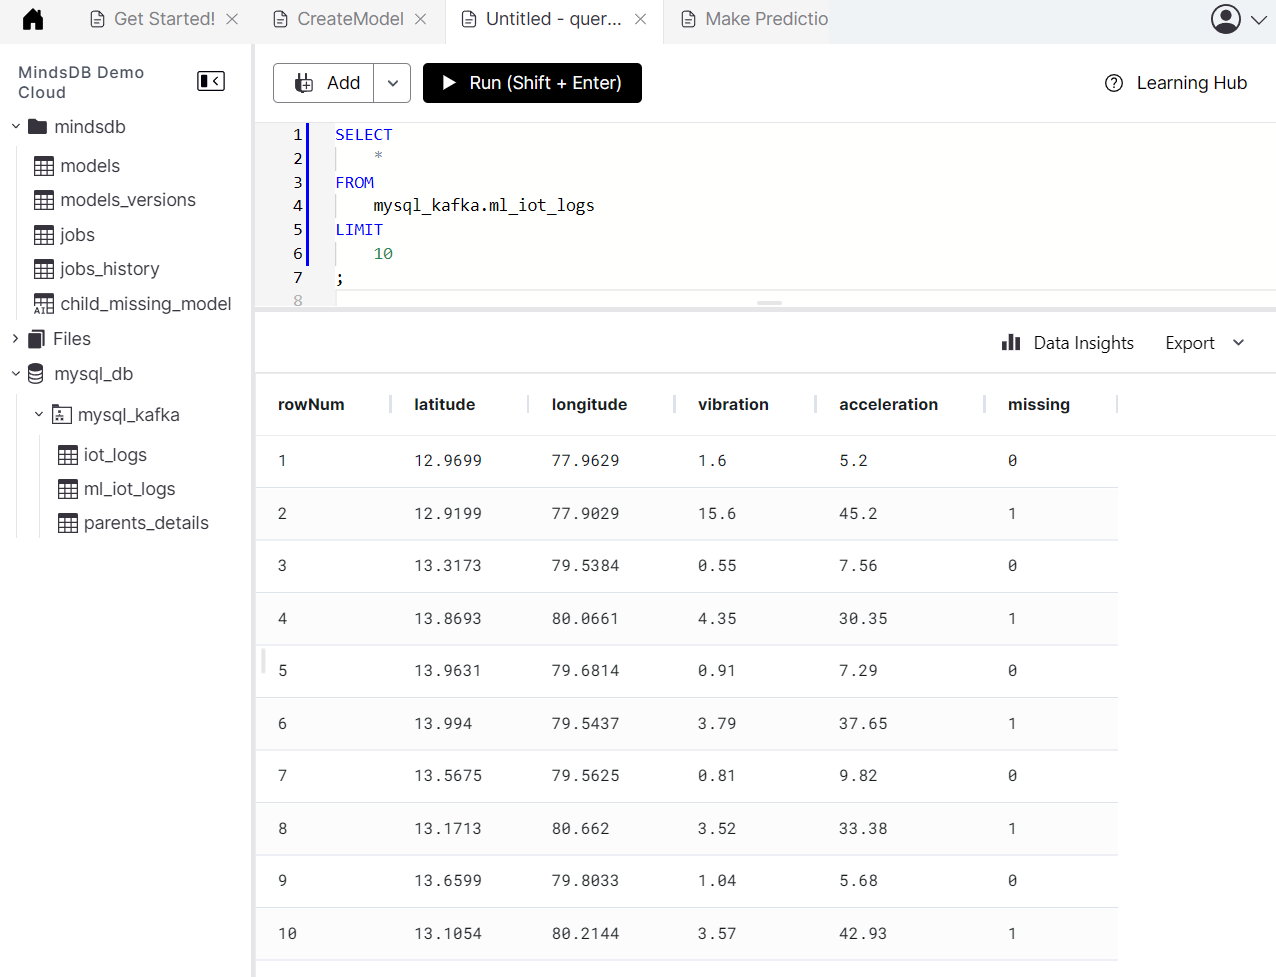 Get Started!
CreateModel
Untitled - quer...
Make Predictio
MindsDB Demo
Cloud
mindsdb
models
models_versions
jobs
jobs_history
child_missing_model
Files
mysql_db
mysql_kafka
iot_logs
ml_iot_logs
parents_details
Add
Run (Shift + Enter)
Learning Hub
1 SELECT
2 *
3 FROM
4 mysql_kafka.ml_iot_logs
5 LIMIT
6 10
7 ;
8
Data Insights
Export
rowNum latitude longitude vibration acceleration missing
1 12.9699 77.9629 1.6 5.2 0
2 12.9199 77.9029 15.6 45.2 1
3 13.3173 79.5384 0.55 7.56 0
4 13.8693 80.0661 4.35 30.35 1
5 13.9631 79.6814 0.91 7.29 0
6 13.994 79.5437 3.79 37.65 1
7 13.5675 79.5625 0.81 9.82 0
8 13.1713 80.662 3.52 33.38 1
9 13.6599 79.8033 1.04 5.68 0
10 13.1054 80.2144 3.57 42.93 1